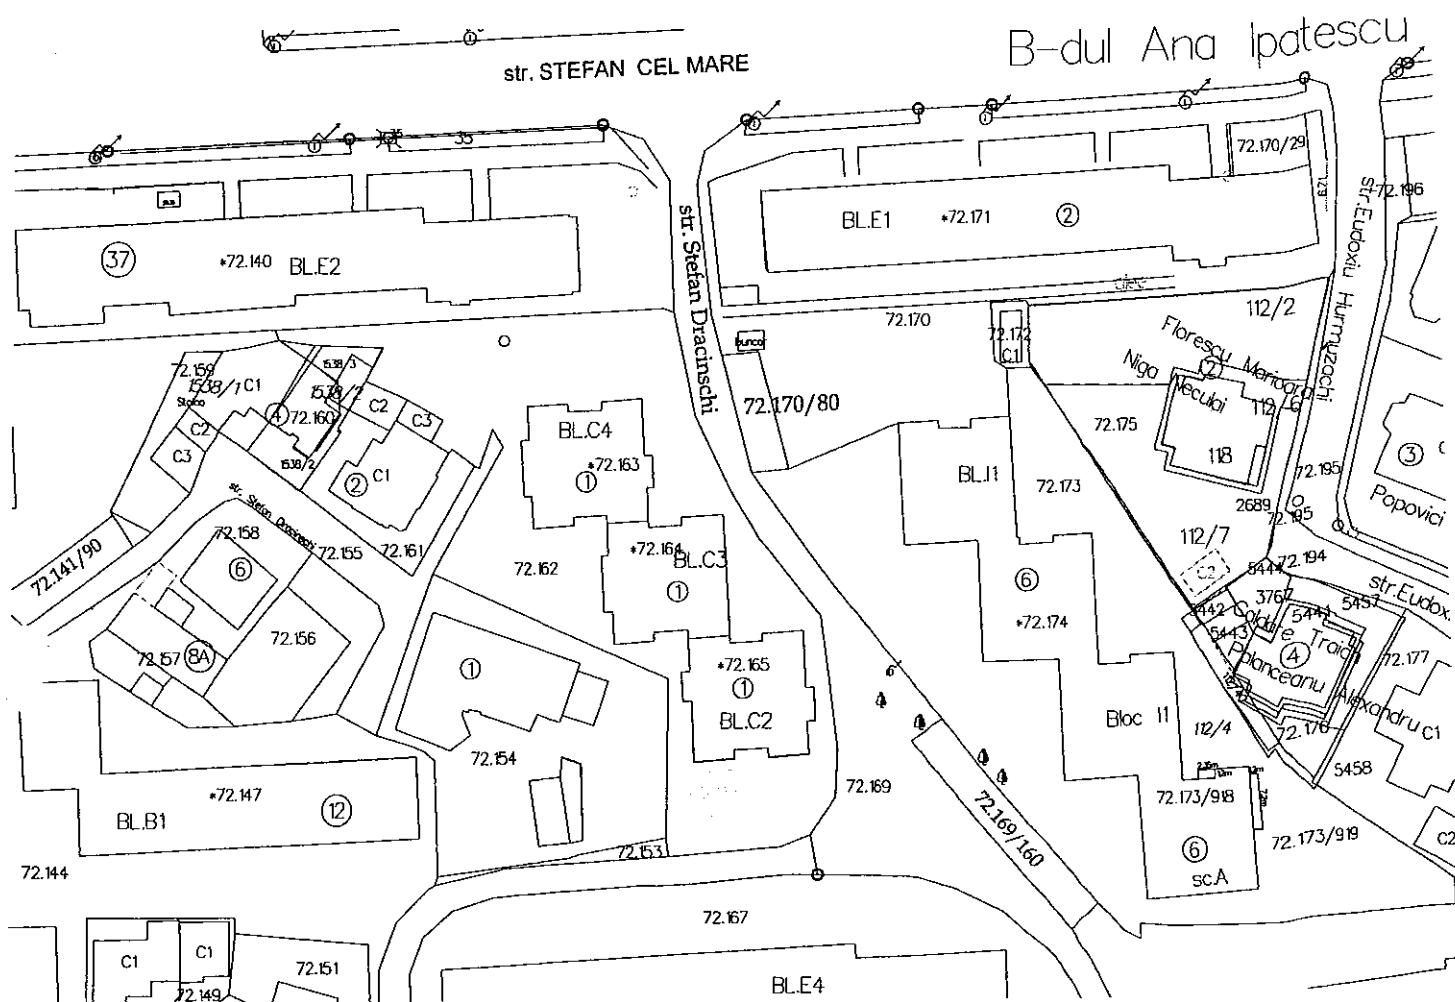 B-dul Ana Ipatescu
str. STEFAN CEL MARE
35
72.170/29
129
72.196
BL.E1
*72.171
2
37
*72.140
BL.E2
str. Stefan Dracinschi
str.Eudoxiu Hurmuzachi
72.170
72.172
C1
112/2
Florescu Marioara
2
Niga Neculai
112
6
118
72.159
1538/1
C1
Stoica
1538/3
1538/2
4
72.160
1538/2
C2
C3
C2
C3
C1
2
72.170/80
BL.C4
*72.163
1
72.175
BL.I1
72.173
72.195
3
Popovici
2689
72.195
112/7
C2
72.194
5444
str. Stefan Dracinschi
72.158
72.155
72.161
72.141/90
6
72.156
72.157
8A
72.162
*72.164
BL.C3
1
6
*72.174
3767
5442
5443
5441
5457
str.Eudox.
Caldare Traian
4
Palanceanu Alexandru
72.177
C1
1
*72.165
1
BL.C2
Bloc I1
112/4
72.176
5458
72.154
72.169
72.169/160
72.173/918
72.173/919
C2
6
sc.A
*72.147
12
BL.B1
72.144
72.153
72.167
C1
C1
72.151
72.149
BL.E4